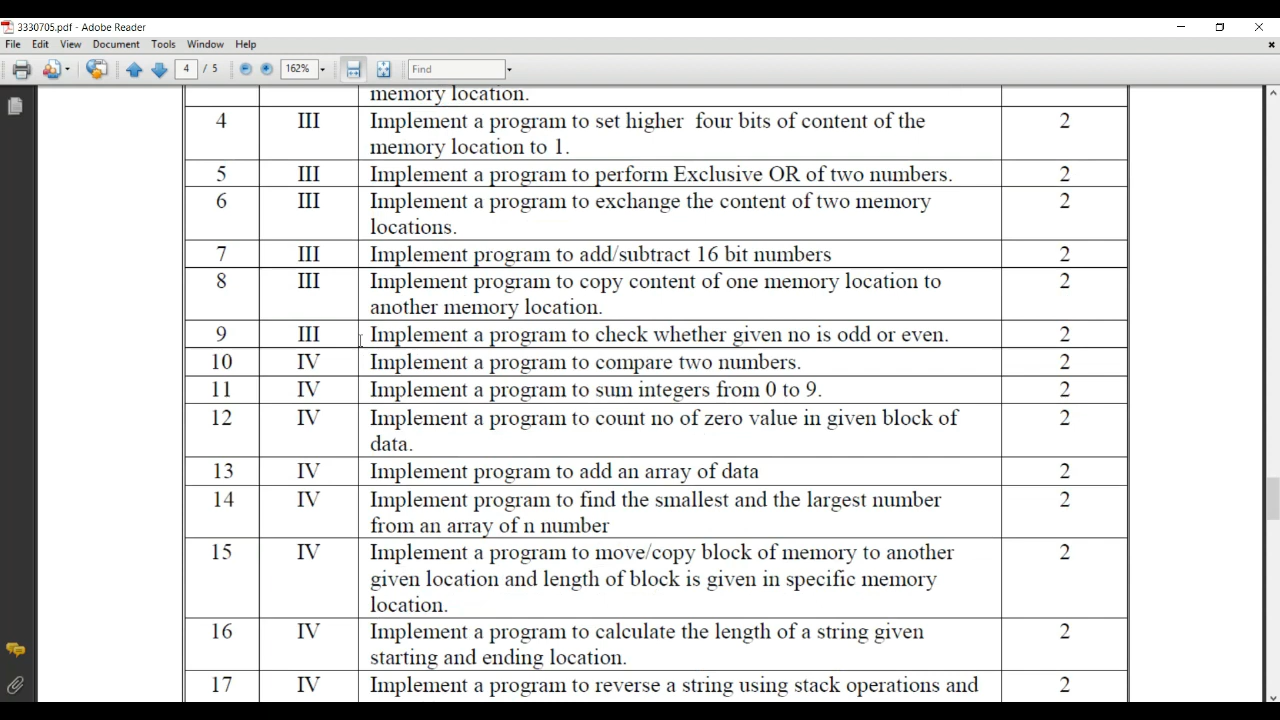 3330705.pdf - Adobe Reader
File Edit View Document Tools Window Help
4 / 5 162% Find
memory location.
4 III Implement a program to set higher four bits of content of the 2
memory location to 1.
5 III Implement a program to perform Exclusive OR of two numbers. 2
6 III Implement a program to exchange the content of two memory 2
locations.
7 III Implement program to add/subtract 16 bit numbers 2
8 III Implement program to copy content of one memory location to 2
another memory location.
9 III Implement a program to check whether given no is odd or even. 2
10 IV Implement a program to compare two numbers. 2
11 IV Implement a program to sum integers from 0 to 9. 2
12 IV Implement a program to count no of zero value in given block of 2
data.
13 IV Implement program to add an array of data 2
14 IV Implement program to find the smallest and the largest number 2
from an array of n number
15 IV Implement a program to move/copy block of memory to another 2
given location and length of block is given in specific memory
location.
16 IV Implement a program to calculate the length of a string given 2
starting and ending location.
17 IV Implement a program to reverse a string using stack operations and 2